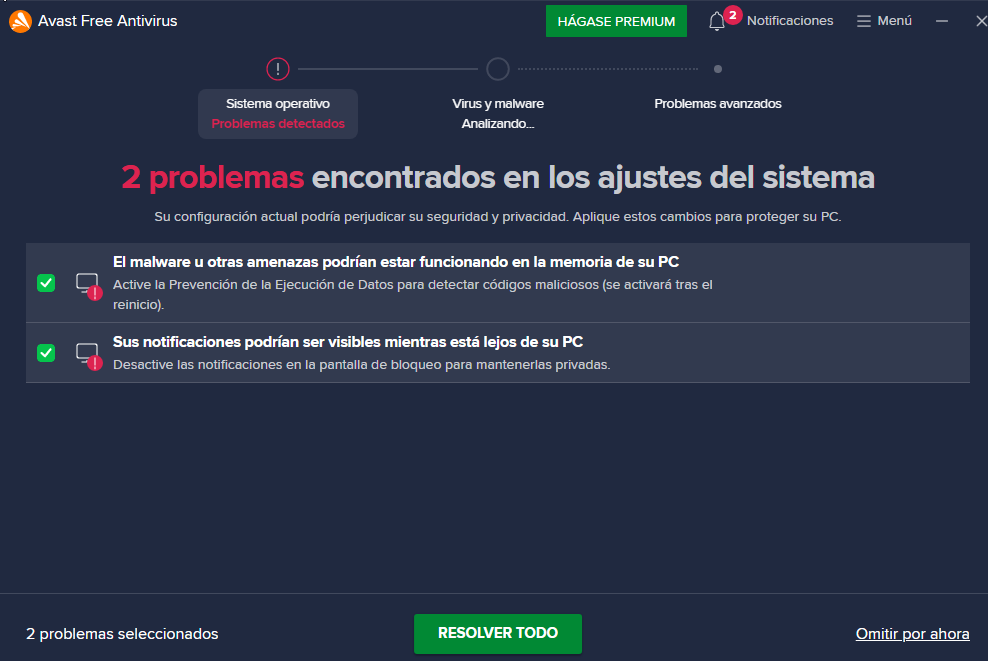 Avast Free Antivirus
HÁGASE PREMIUM
2
Notificaciones
Menú
Sistema operativo
Problemas detectados
Virus y malware
Analizando...
Problemas avanzados
2 problemas encontrados en los ajustes del sistema
Su configuración actual podría perjudicar su seguridad y privacidad. Aplique estos cambios para proteger su PC.
El malware u otras amenazas podrían estar funcionando en la memoria de su PC
Active la Prevención de la Ejecución de Datos para detectar códigos maliciosos (se activará tras el
reinicio).
Sus notificaciones podrían ser visibles mientras está lejos de su PC
Desactive las notificaciones en la pantalla de bloqueo para mantenerlas privadas.
2 problemas seleccionados
RESOLVER TODO
Omitir por ahora